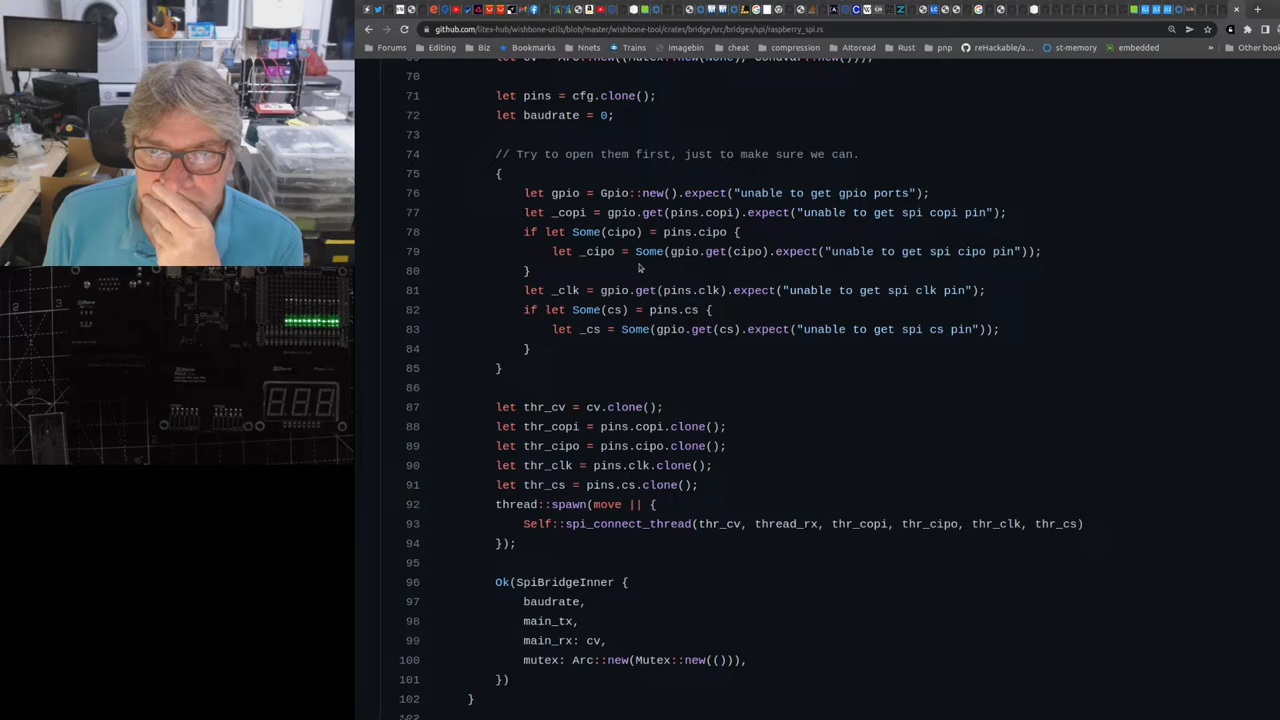 github.com/litex-hub/wishbone-utils/blob/master/wishbone-tool/crates/bridge/src/bridges/spi/raspberry_spi.rs
Forums Editing Biz Bookmarks Nnets Trains Imagebin cheat compression Altoread Rust pnp rehackable/a... st-memory embedded » Other bool
70
71 let pins = cfg.clone();
72 let baudrate = 0;
73
74 // Try to open them first, just to make sure we can.
75 {
76 let gpio = Gpio::new().expect("unable to get gpio ports");
77 let _copi = gpio.get(pins.copi).expect("unable to get spi copi pin");
78 if let Some(cipo) = pins.cipo {
79 let _cipo = Some(gpio.get(cipo).expect("unable to get spi cipo pin"));
80 }
81 let _clk = gpio.get(pins.clk).expect("unable to get spi clk pin");
82 if let Some(cs) = pins.cs {
83 let _cs = Some(gpio.get(cs).expect("unable to get spi cs pin"));
84 }
85 }
86
87 let thr_cv = cv.clone();
88 let thr_copi = pins.copi.clone();
89 let thr_cipo = pins.cipo.clone();
90 let thr_clk = pins.clk.clone();
91 let thr_cs = pins.cs.clone();
92 thread::spawn(move || {
93 Self::spi_connect_thread(thr_cv, thread_rx, thr_copi, thr_cipo, thr_clk, thr_cs)
94 });
95
96 Ok(SpiBridgeInner {
97 baudrate,
98 main_tx,
99 main_rx: cv,
100 mutex: Arc::new(Mutex::new(())),
101 })
102 }